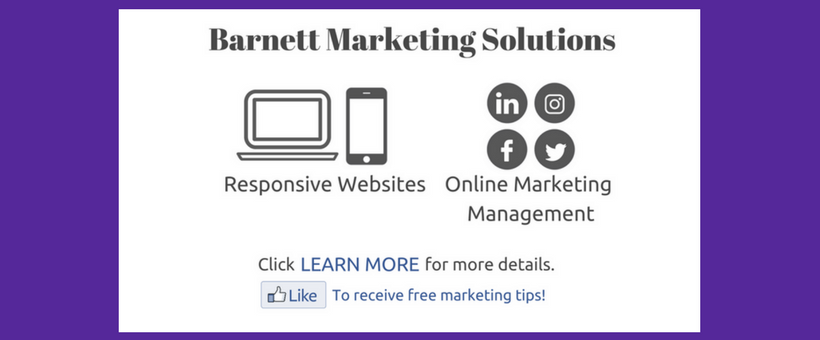 Barnett Marketing Solutions
Responsive Websites
Online Marketing
Management
Click LEARN MORE for more details.
Like To receive free marketing tips!